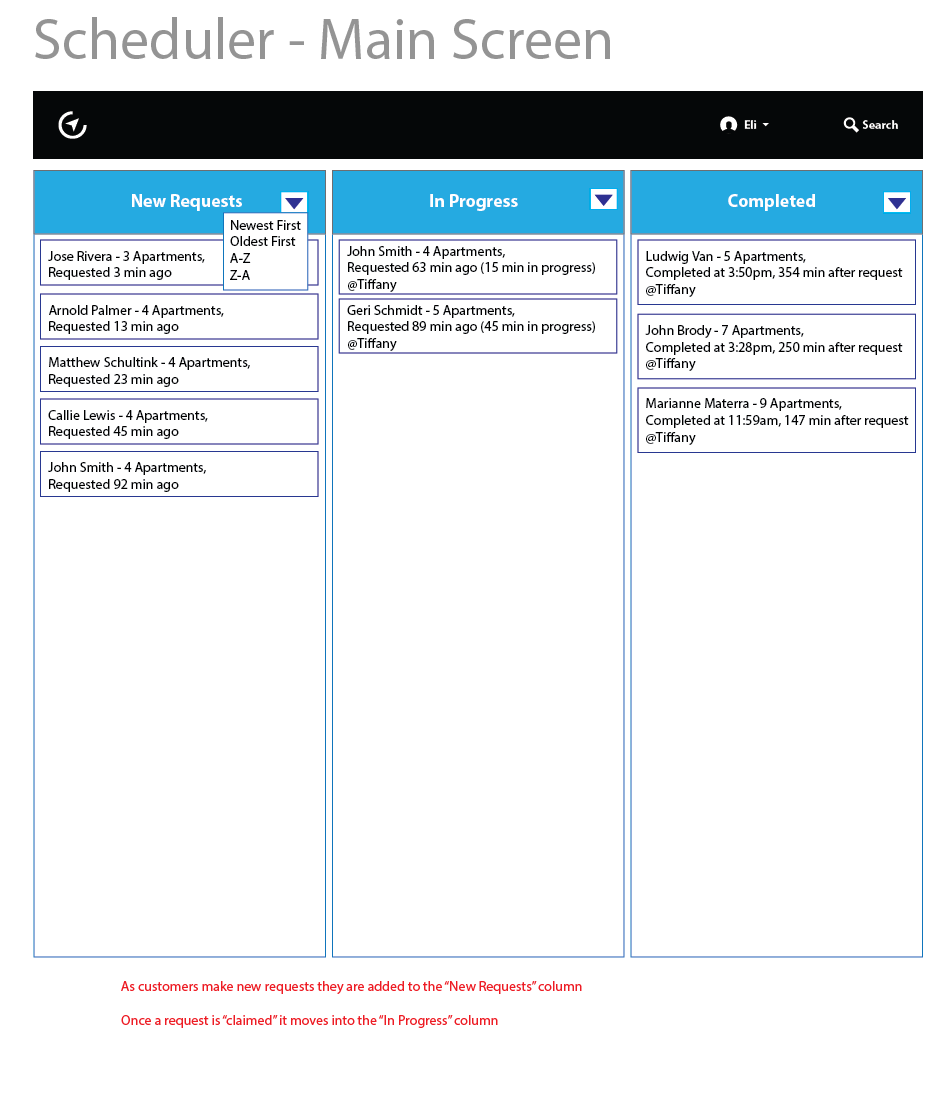 Scheduler - Main Screen
Eli
Search
New Requests
Newest First
Oldest First
A-Z
Z-A
Jose Rivera - 3 Apartments,
Requested 3 min ago
Arnold Palmer - 4 Apartments,
Requested 13 min ago
Matthew Schultink - 4 Apartments,
Requested 23 min ago
Callie Lewis - 4 Apartments,
Requested 45 min ago
John Smith - 4 Apartments,
Requested 92 min ago
In Progress
John Smith - 4 Apartments,
Requested 63 min ago (15 min in progress)
@Tiffany
Geri Schmidt - 5 Apartments,
Requested 89 min ago (45 min in progress)
@Tiffany
Completed
Ludwig Van - 5 Apartments,
Completed at 3:50pm, 354 min after request
@Tiffany
John Brody - 7 Apartments,
Completed at 3:28pm, 250 min after request
@Tiffany
Marianne Materra - 9 Apartments,
Completed at 11:59am, 147 min after request
@Tiffany
As customers make new requests they are added to the “New Requests” column
Once a request is “claimed” it moves into the “In Progress” column